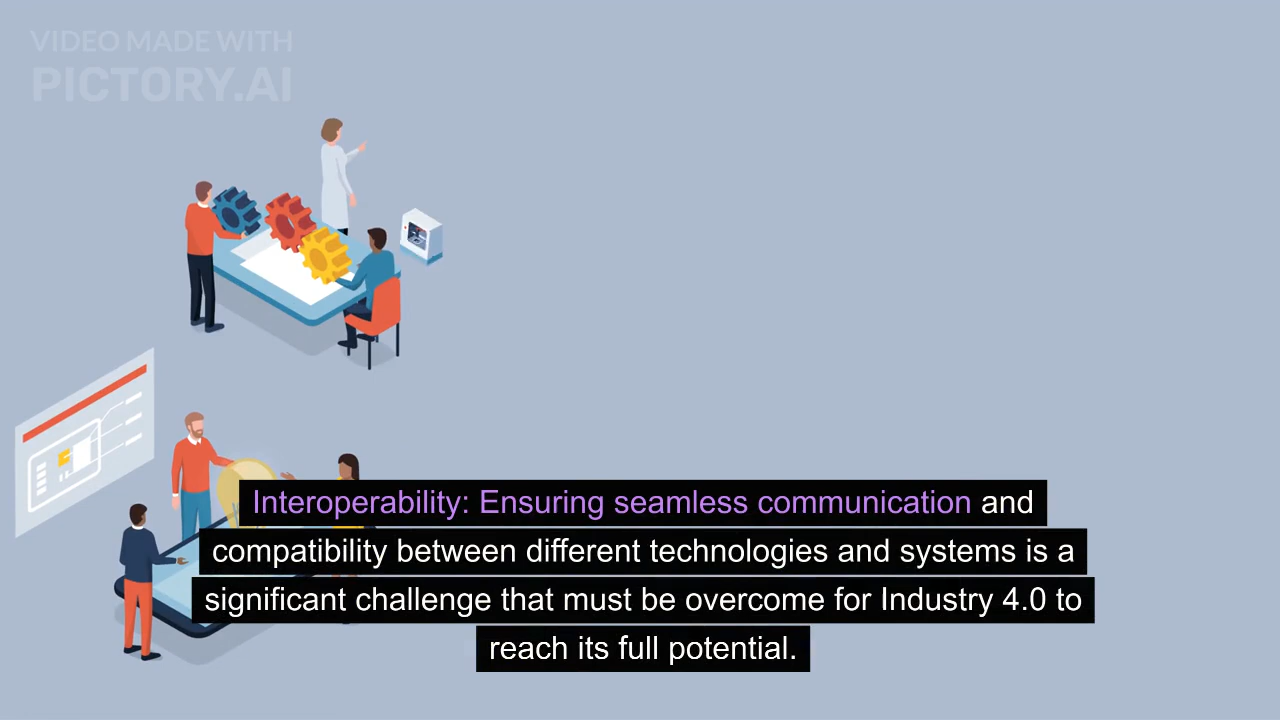 VIDEO MADE WITH
PICTORY.AI
Interoperability: Ensuring seamless communication and
compatibility between different technologies and systems is a
significant challenge that must be overcome for Industry 4.0 to
reach its full potential.